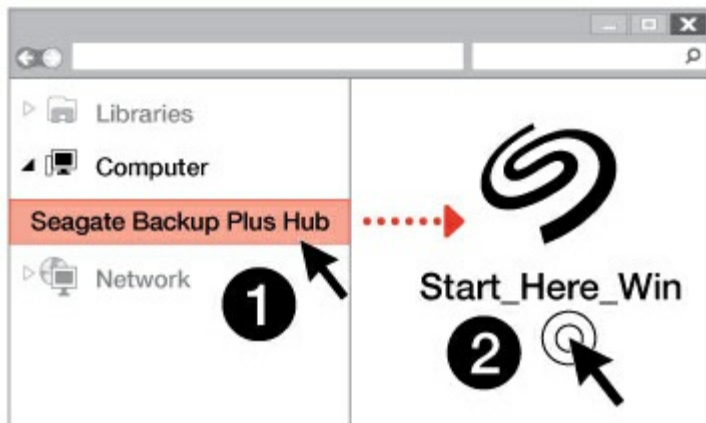 Libraries
Computer
Seagate Backup Plus Hub
Network
1
Start_Here_Win
2